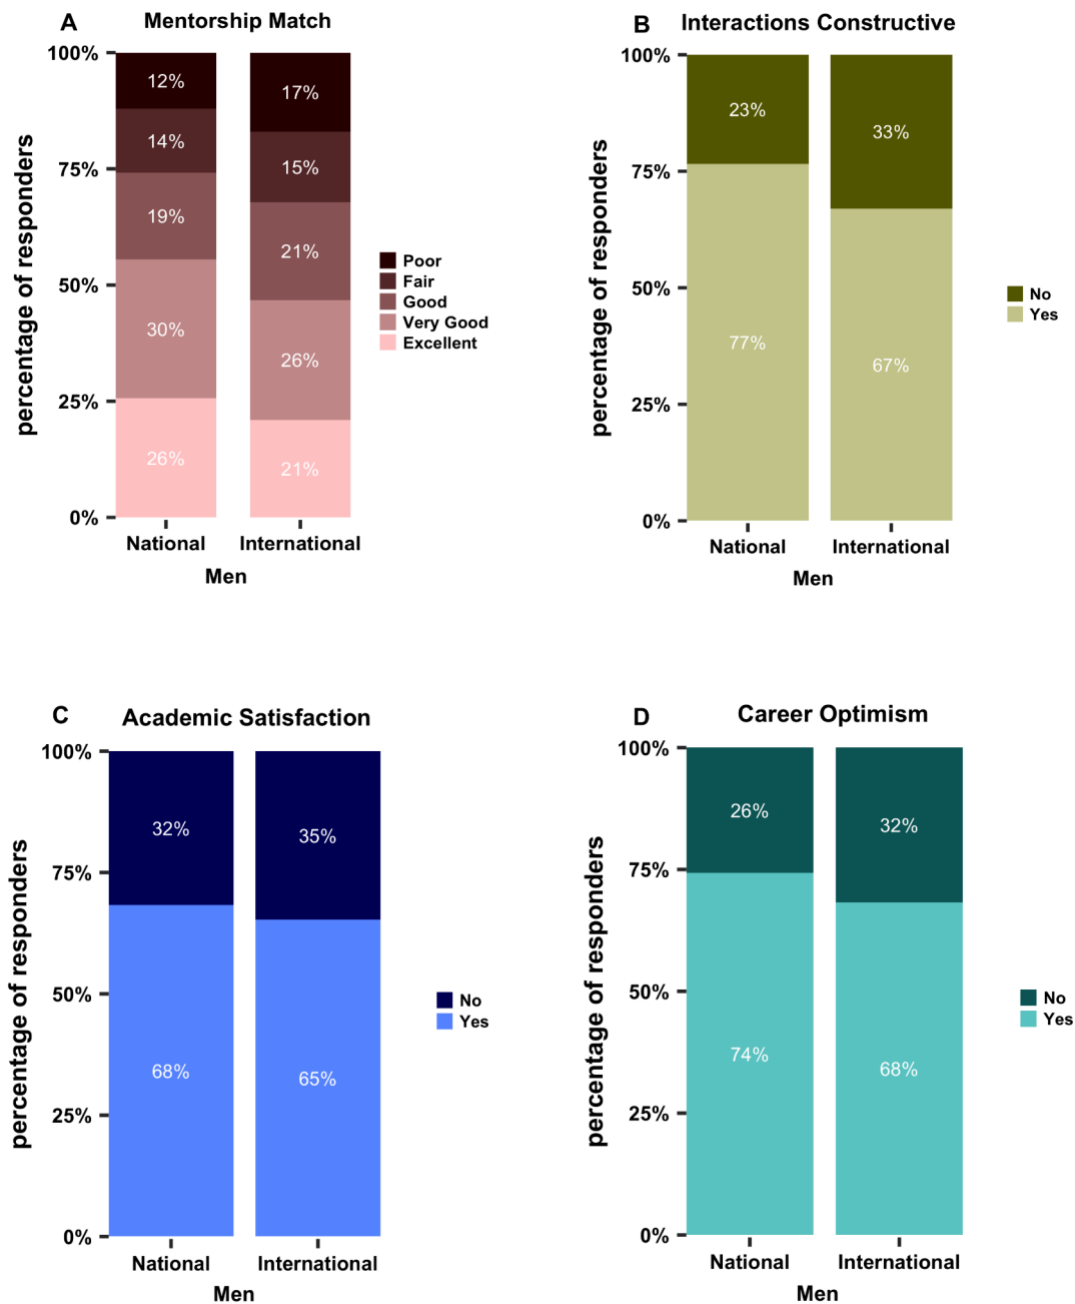 A
Mentorship Match
percentage of responders
100%
75%
50%
25%
0%
12%
14%
19%
30%
26%
17%
15%
21%
26%
21%
National
International
Men
Poor
Fair
Good
Very Good
Excellent
B
Interactions Constructive
percentage of responders
100%
75%
50%
25%
0%
23%
77%
33%
67%
National
International
Men
No
Yes
C
Academic Satisfaction
percentage of responders
100%
75%
50%
25%
0%
32%
68%
35%
65%
National
International
Men
No
Yes
D
Career Optimism
percentage of responders
100%
75%
50%
25%
0%
26%
74%
32%
68%
National
International
Men
No
Yes